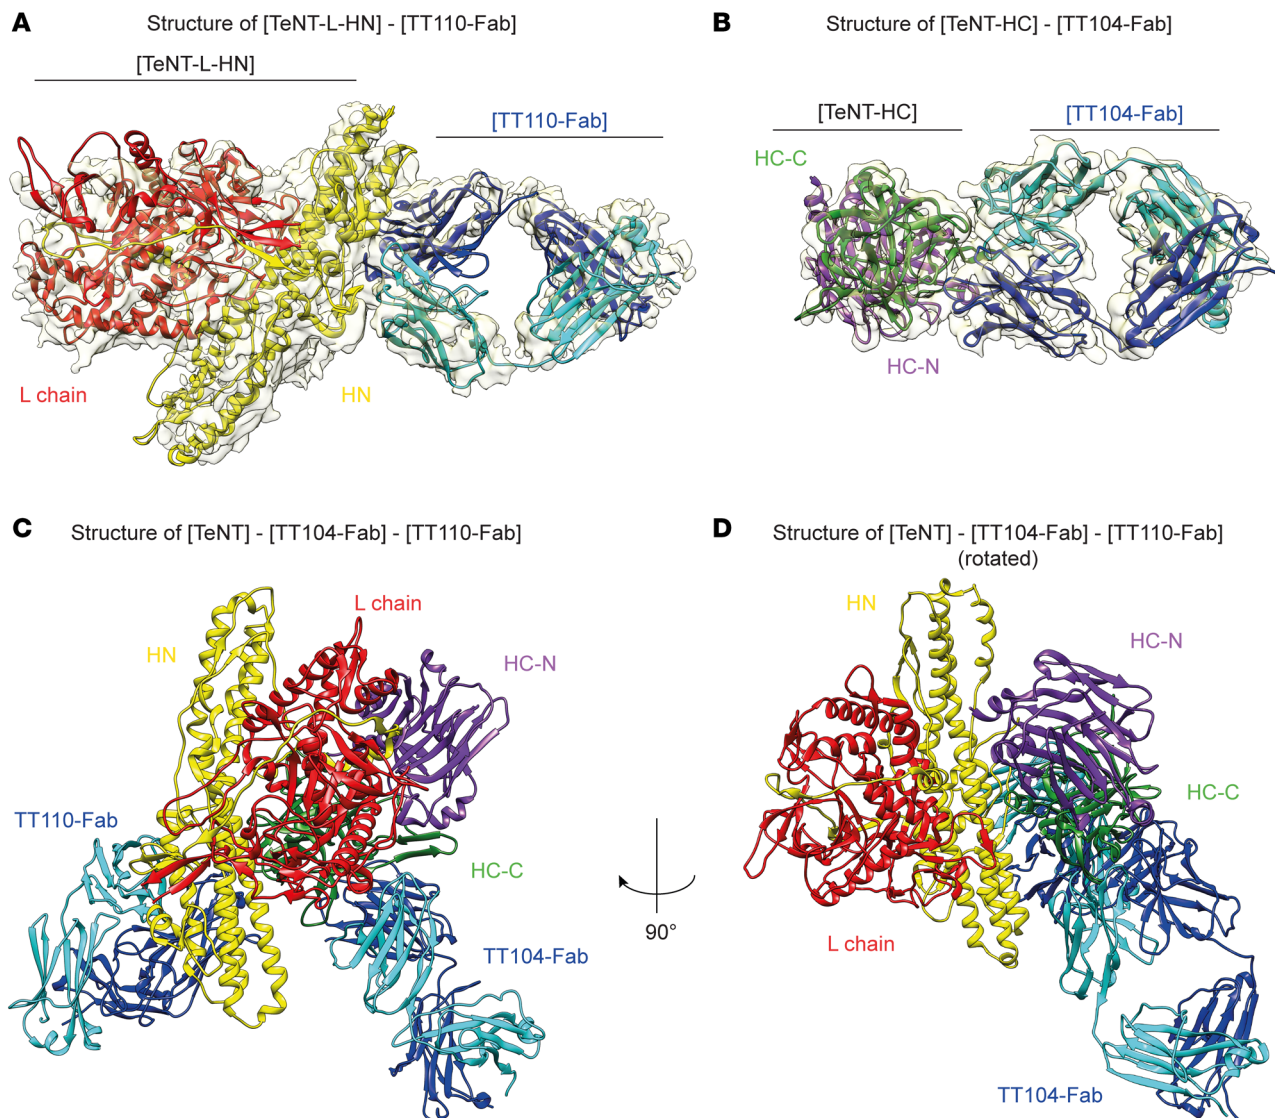 A
Structure of [TeNT-L-HN] - [TT110-Fab]
[TeNT-L-HN]
[TT110-Fab]
L chain
HN
B
Structure of [TeNT-HC] - [TT104-Fab]
[TeNT-HC]
[TT104-Fab]
HC-C
HC-N
C
Structure of [TeNT] - [TT104-Fab] - [TT110-Fab]
L chain
HN
HC-N
TT110-Fab
HC-C
TT104-Fab
90°
D
Structure of [TeNT] - [TT104-Fab] - [TT110-Fab]
(rotated)
HN
HC-N
HC-C
L chain
TT104-Fab